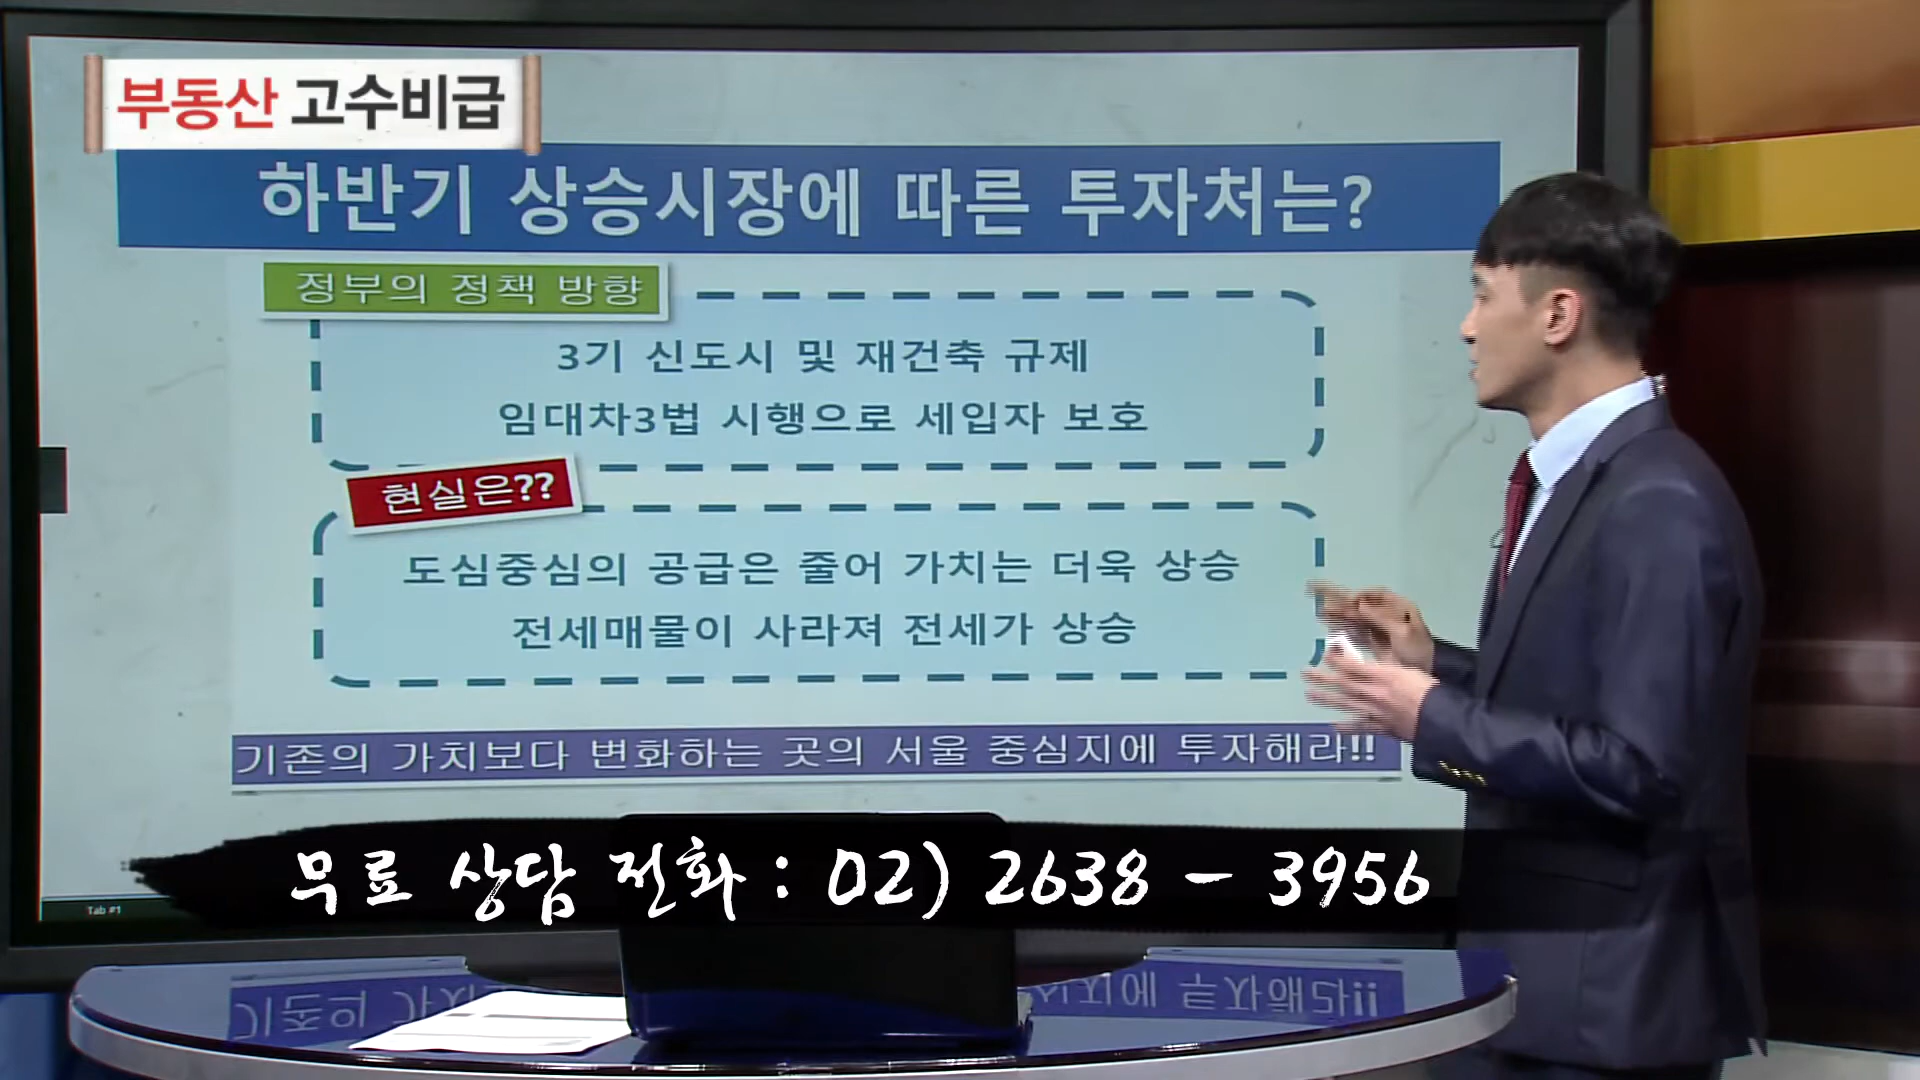 부동산 고수비급
하반기 상승시장에 따른 투자처는?
정부의 정책 방향
3기 신도시 및 재건축 규제
임대차3법 시행으로 세입자 보호
현실은??
도심중심의 공급은 줄어 가치는 더욱 상승
전세매물이 사라져 전세가 상승
기존의 가치보다 변화하는 곳의 서울 중심지에 투자해라!!
무료 상담 전화 : 02) 2638 - 3956
Tab #1